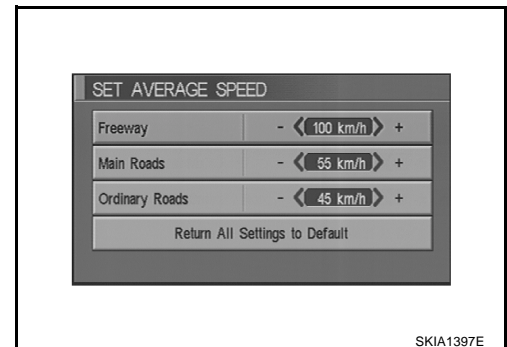 SET AVERAGE SPEED
Freeway - 100 km/h +
Main Roads - 55 km/h +
Ordinary Roads - 45 km/h +
Return All Settings to Default
SKIA1397E